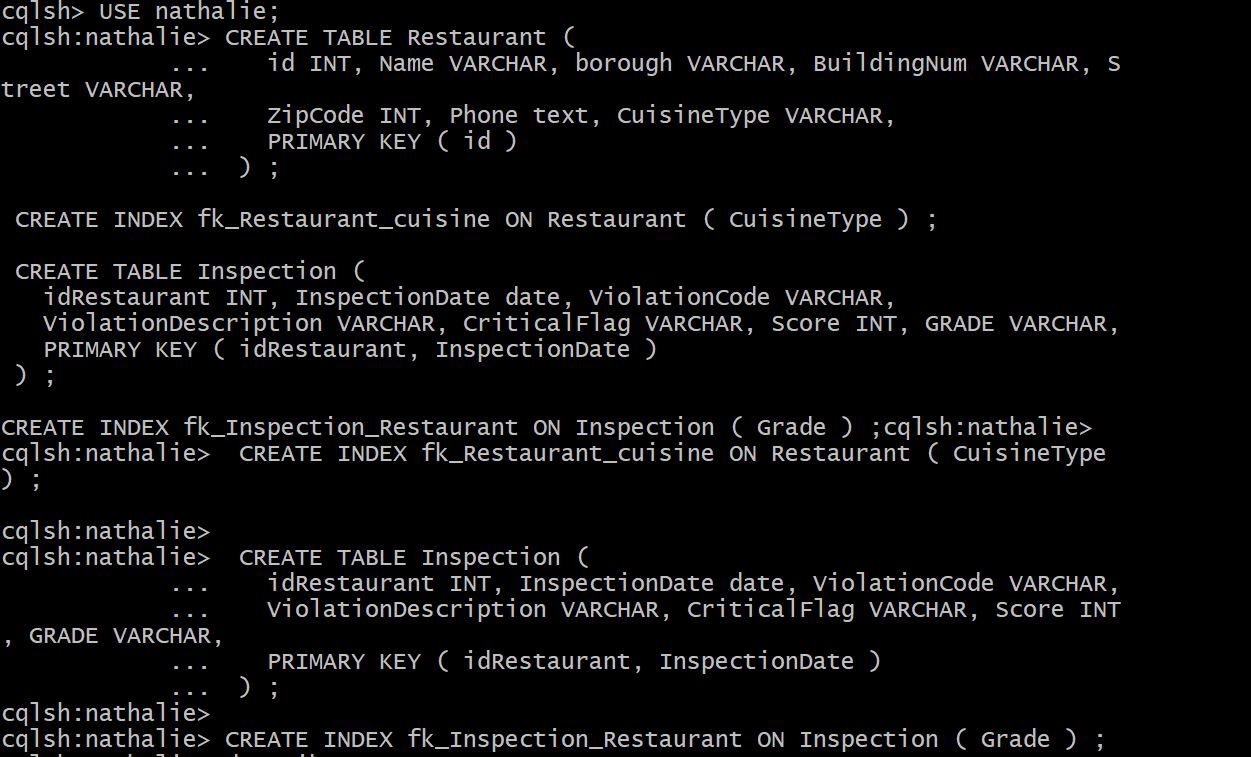 cqlsh> USE nathalie;
cqlsh:nathalie> CREATE TABLE Restaurant (
            ...    id INT, Name VARCHAR, borough VARCHAR, BuildingNum VARCHAR, S
treet VARCHAR,
            ...    ZipCode INT, Phone text, CuisineType VARCHAR,
            ...    PRIMARY KEY ( id )
            ...  ) ;
 CREATE INDEX fk_Restaurant_cuisine ON Restaurant ( CuisineType ) ;
 CREATE TABLE Inspection (
   idRestaurant INT, InspectionDate date, ViolationCode VARCHAR,
   ViolationDescription VARCHAR, CriticalFlag VARCHAR, Score INT, GRADE VARCHAR,
   PRIMARY KEY ( idRestaurant, InspectionDate )
 ) ;
CREATE INDEX fk_Inspection_Restaurant ON Inspection ( Grade ) ;cqlsh:nathalie>
cqlsh:nathalie>  CREATE INDEX fk_Restaurant_cuisine ON Restaurant ( CuisineType
) ;
cqlsh:nathalie>
cqlsh:nathalie>  CREATE TABLE Inspection (
            ...    idRestaurant INT, InspectionDate date, ViolationCode VARCHAR,
            ...    ViolationDescription VARCHAR, CriticalFlag VARCHAR, Score INT
, GRADE VARCHAR,
            ...    PRIMARY KEY ( idRestaurant, InspectionDate )
            ...  ) ;
cqlsh:nathalie>
cqlsh:nathalie> CREATE INDEX fk_Inspection_Restaurant ON Inspection ( Grade ) ;